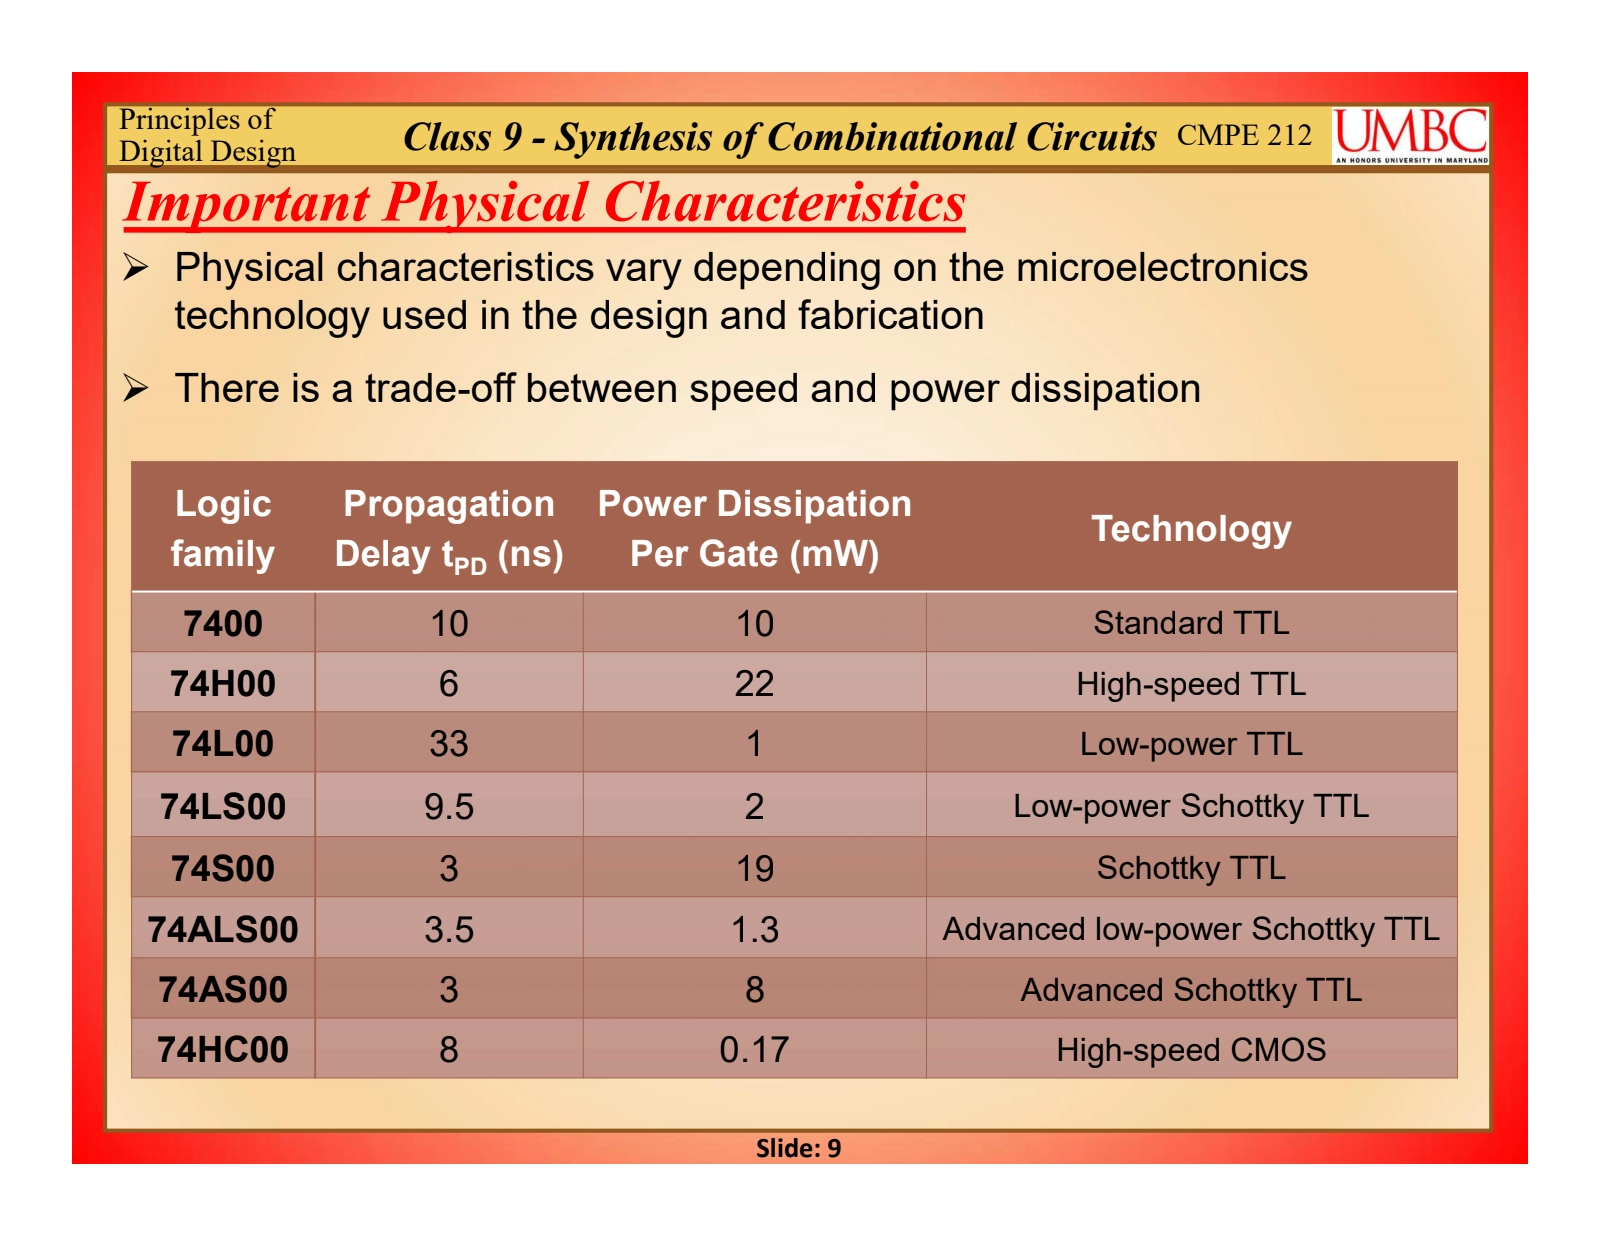 Principles of
Digital Design
Class 9 - Synthesis of Combinational Circuits
CMPE 212
UMBC
AN HONORS UNIVERSITY IN MARYLAND
Important Physical Characteristics
➢ Physical characteristics vary depending on the microelectronics
technology used in the design and fabrication
➢ There is a trade-off between speed and power dissipation
Logic family | Propagation Delay tPD (ns) | Power Dissipation Per Gate (mW) | Technology
7400 | 10 | 10 | Standard TTL
74H00 | 6 | 22 | High-speed TTL
74L00 | 33 | 1 | Low-power TTL
74LS00 | 9.5 | 2 | Low-power Schottky TTL
74S00 | 3 | 19 | Schottky TTL
74ALS00 | 3.5 | 1.3 | Advanced low-power Schottky TTL
74AS00 | 3 | 8 | Advanced Schottky TTL
74HC00 | 8 | 0.17 | High-speed CMOS
Slide: 9